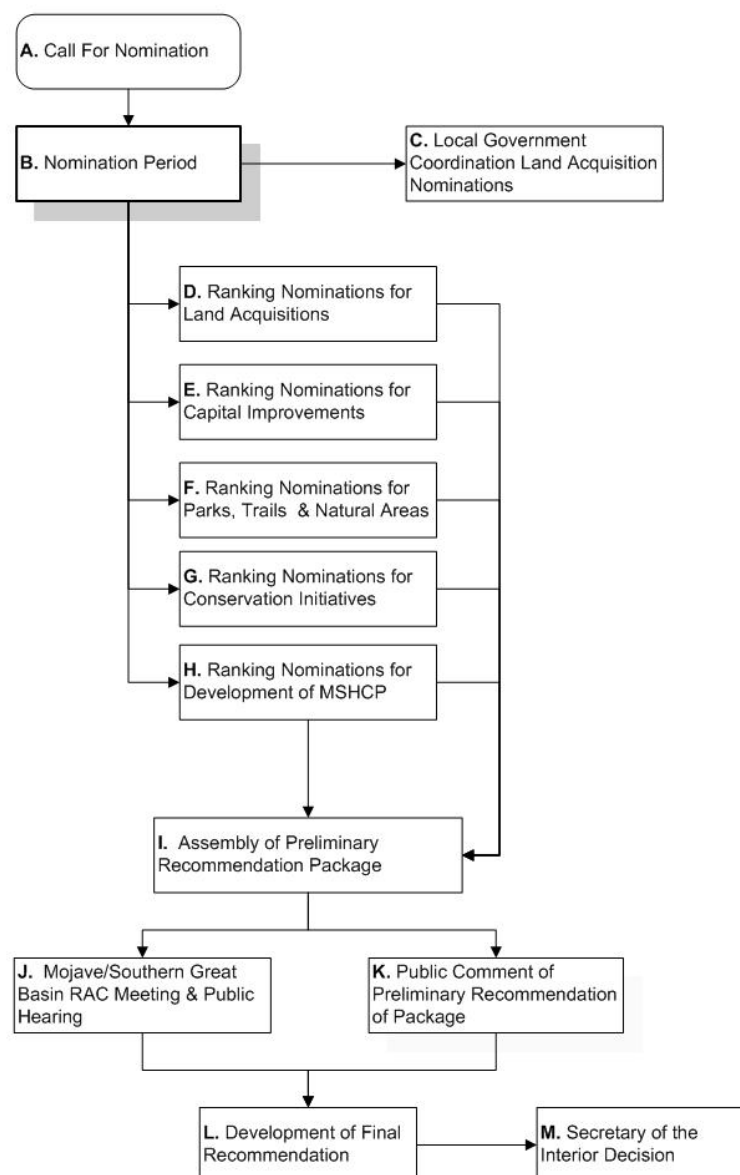 A. Call For Nomination
B. Nomination Period
C. Local Government
Coordination Land Acquisition
Nominations
D. Ranking Nominations for
Land Acquisitions
E. Ranking Nominations for
Capital Improvements
F. Ranking Nominations for
Parks, Trails & Natural Areas
G. Ranking Nominations for
Conservation Initiatives
H. Ranking Nominations for
Development of MSHCP
I. Assembly of Preliminary
Recommendation Package
J. Mojave/Southern Great
Basin RAC Meeting & Public
Hearing
K. Public Comment of
Preliminary Recommendation
of Package
L. Development of Final
Recommendation
M. Secretary of the
Interior Decision